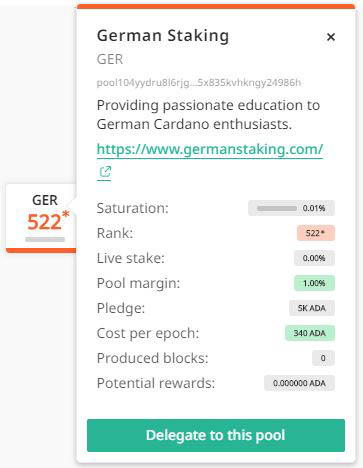 German Staking
×
GER
pool104yydru8l6rjg...5x835kvhkngy24986h
Providing passionate education to
German Cardano enthusiasts.
https://www.germanstaking.com/
GER
522*
Saturation: 0.01%
Rank: 522*
Live stake: 0.00%
Pool margin: 1.00%
Pledge: 5K ADA
Cost per epoch: 340 ADA
Produced blocks: 0
Potential rewards: 0.000000 ADA
Delegate to this pool